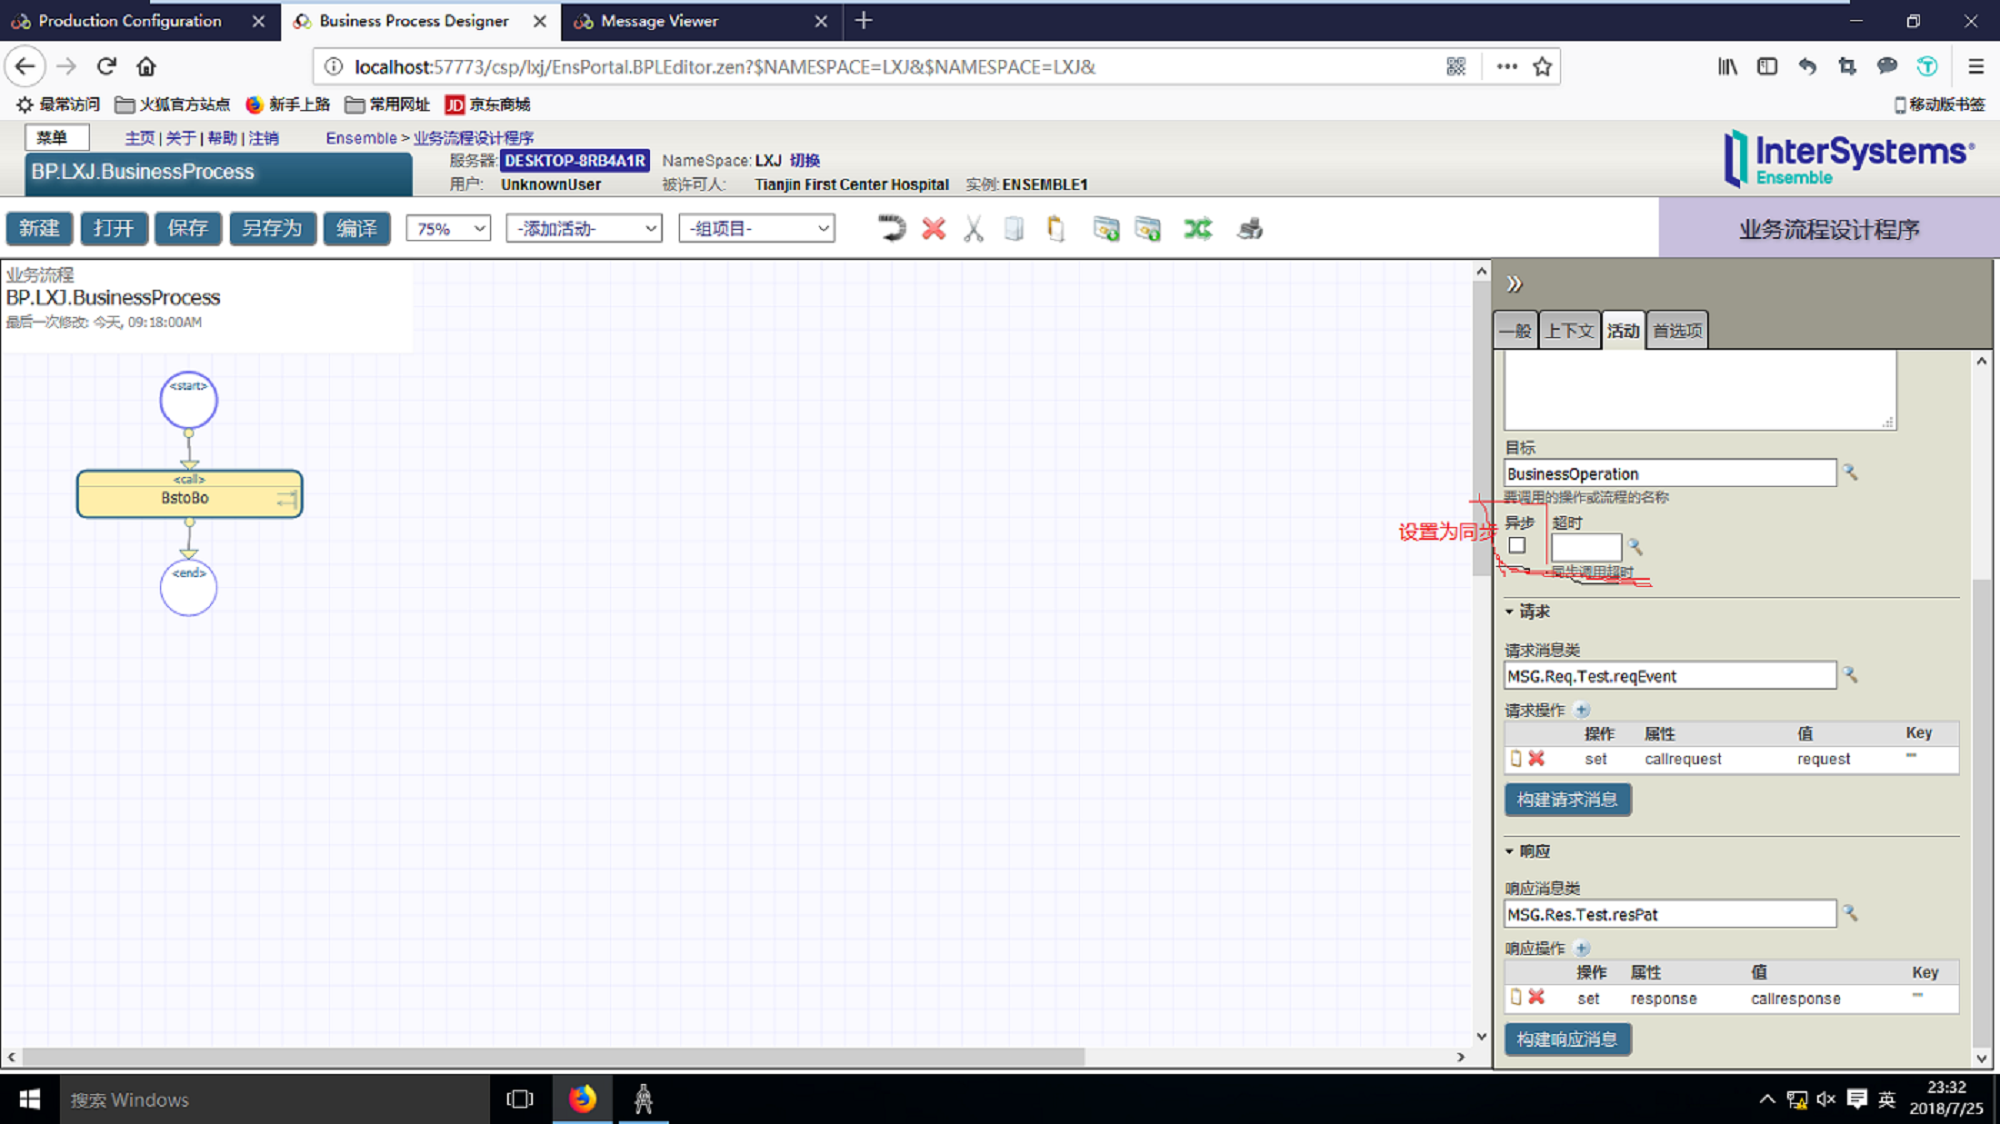 Production Configuration
Business Process Designer
Message Viewer
localhost:57773/csp/lxj/EnsPortal.BPLEditor.zen?$NAMESPACE=LXJ&$NAMESPACE=LXJ&
最常访问 火狐官方站点 新手上路 常用网址 JD 京东商城 移动版书签
菜单 主页 | 关于 | 帮助 | 注销 Ensemble > 业务流程设计程序
服务器: DESKTOP-8RB4A1R NameSpace: LXJ 切换
BP.LXJ.BusinessProcess
用户: UnknownUser 被许可人: Tianjin First Center Hospital 实例: ENSEMBLE1
InterSystems®
Ensemble
新建 打开 保存 另存为 编译 75% -添加活动- -组项目-
业务流程设计程序
业务流程
BP.LXJ.BusinessProcess
最后一次修改: 今天, 09:18:00AM
<start>
<call>
BstoBo
<end>
一般 上下文 活动 首选项
目标
BusinessOperation
要调用的操作或流程的名称
异步 超时
设置为同步
同步调用超时
请求
请求消息类
MSG.Req.Test.reqEvent
请求操作
操作 属性 值 Key
set callrequest request ""
构建请求消息
响应
响应消息类
MSG.Res.Test.resPat
响应操作
操作 属性 值 Key
set response callresponse ""
构建响应消息
搜索 Windows
英
23:32
2018/7/25